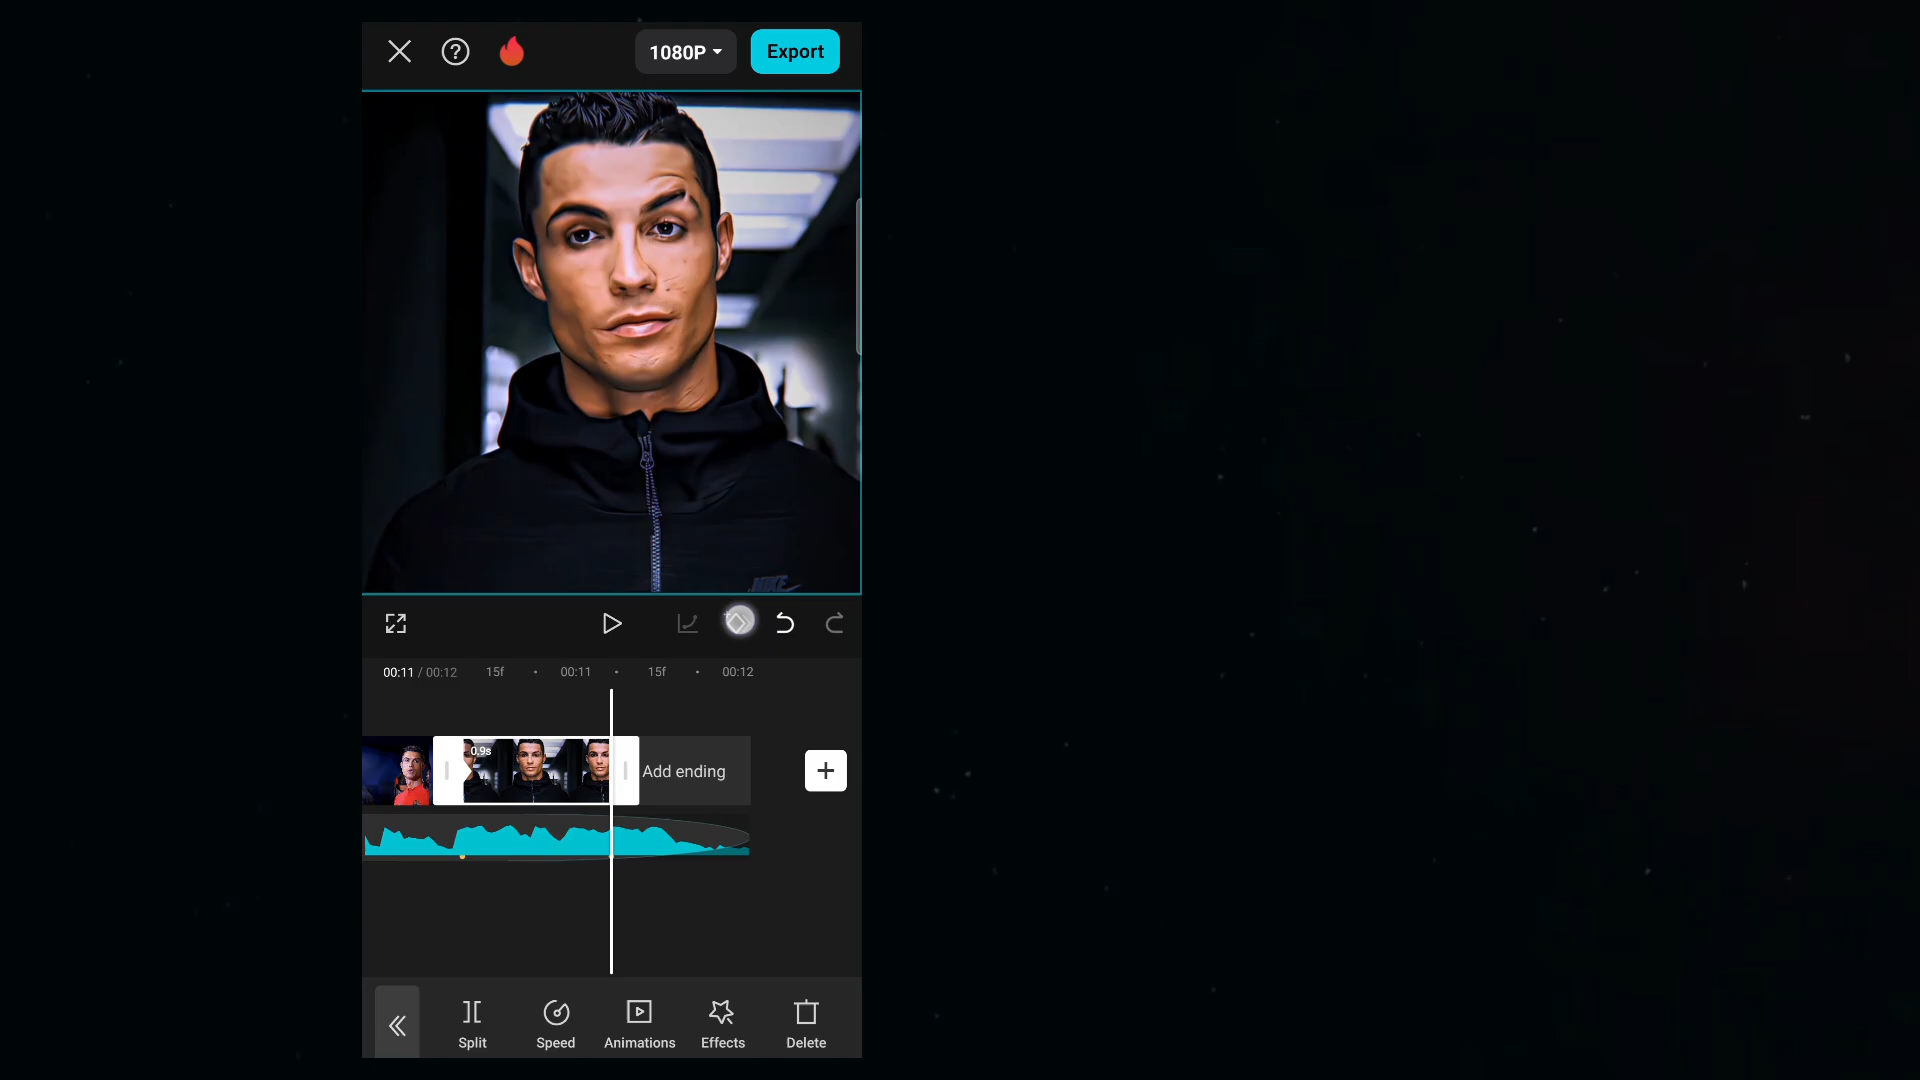 1080P
Export
NIKE
00:11 / 00:12 15f 00:11 15f 00:12
0.9s
Add ending
Split Speed Animations Effects Delete